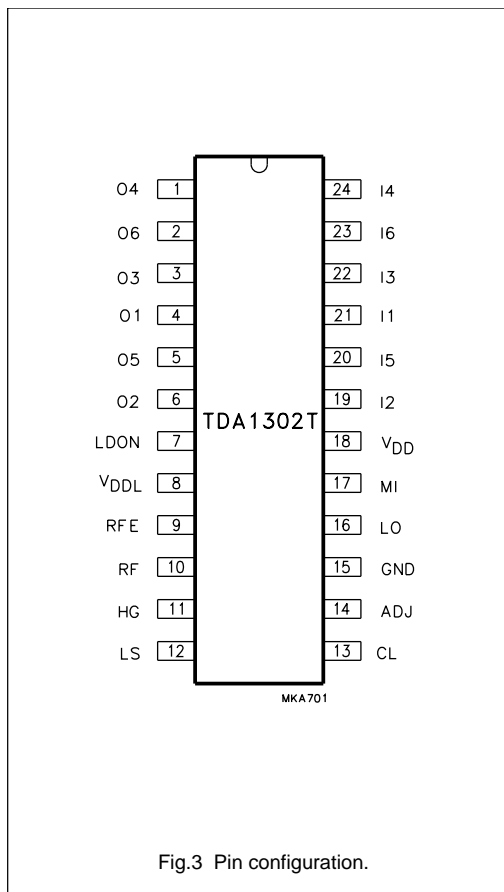 O4 1 24 I4
O6 2 23 I6
O3 3 22 I3
O1 4 21 I1
O5 5 20 I5
O2 6 19 I2
TDA1302T
LDON 7 18 VDD
VDDL 8 17 MI
RFE 9 16 LO
RF 10 15 GND
HG 11 14 ADJ
LS 12 13 CL
MKA701
Fig.3 Pin configuration.